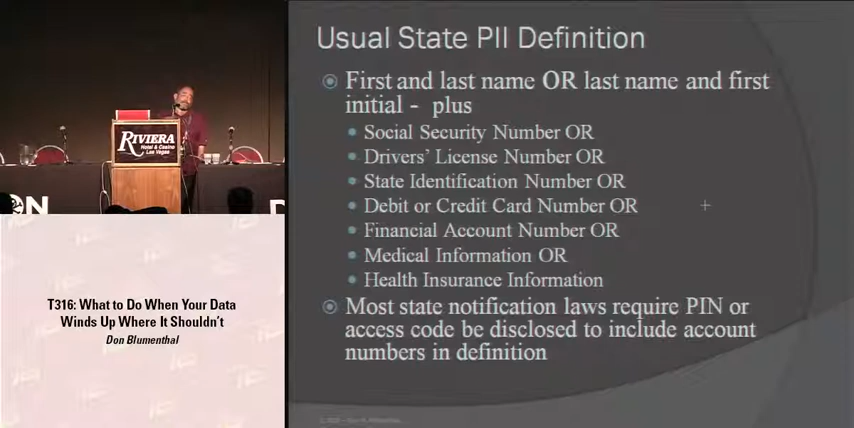 RIVIERA
Hotel & Casino
Las Vegas
T316: What to Do When Your Data
Winds Up Where It Shouldn't
Don Blumenthal
Usual State PII Definition
First and last name OR last name and first
initial - plus
Social Security Number OR
Drivers' License Number OR
State Identification Number OR
Debit or Credit Card Number OR
Financial Account Number OR
Medical Information OR
Health Insurance Information
Most state notification laws require PIN or
access code be disclosed to include account
numbers in definition